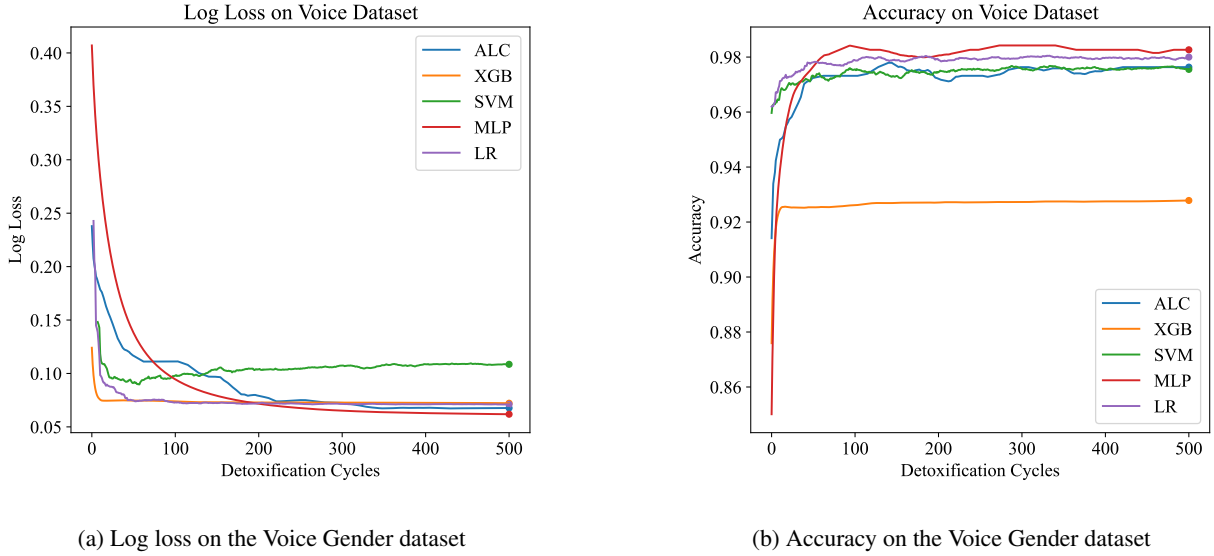 Log Loss on Voice Dataset
0.40
0.35
0.30
0.25
0.20
0.15
0.10
0.05
Log Loss
ALC
XGB
SVM
MLP
LR
0 100 200 300 400 500
Detoxification Cycles
(a) Log loss on the Voice Gender dataset
Accuracy on Voice Dataset
0.98
0.96
0.94
0.92
0.90
0.88
0.86
Accuracy
ALC
XGB
SVM
MLP
LR
0 100 200 300 400 500
Detoxification Cycles
(b) Accuracy on the Voice Gender dataset